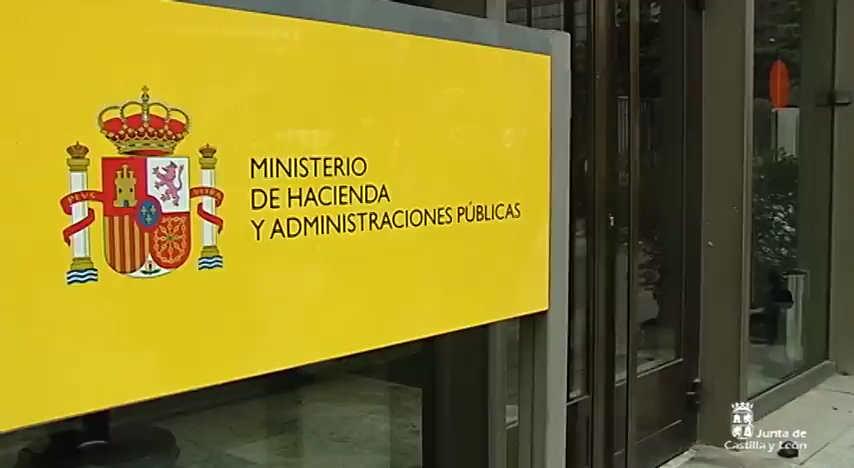 MINISTERIO
DE HACIENDA
Y ADMINISTRACIONES PÚBLICAS
Junta de
Castilla y León